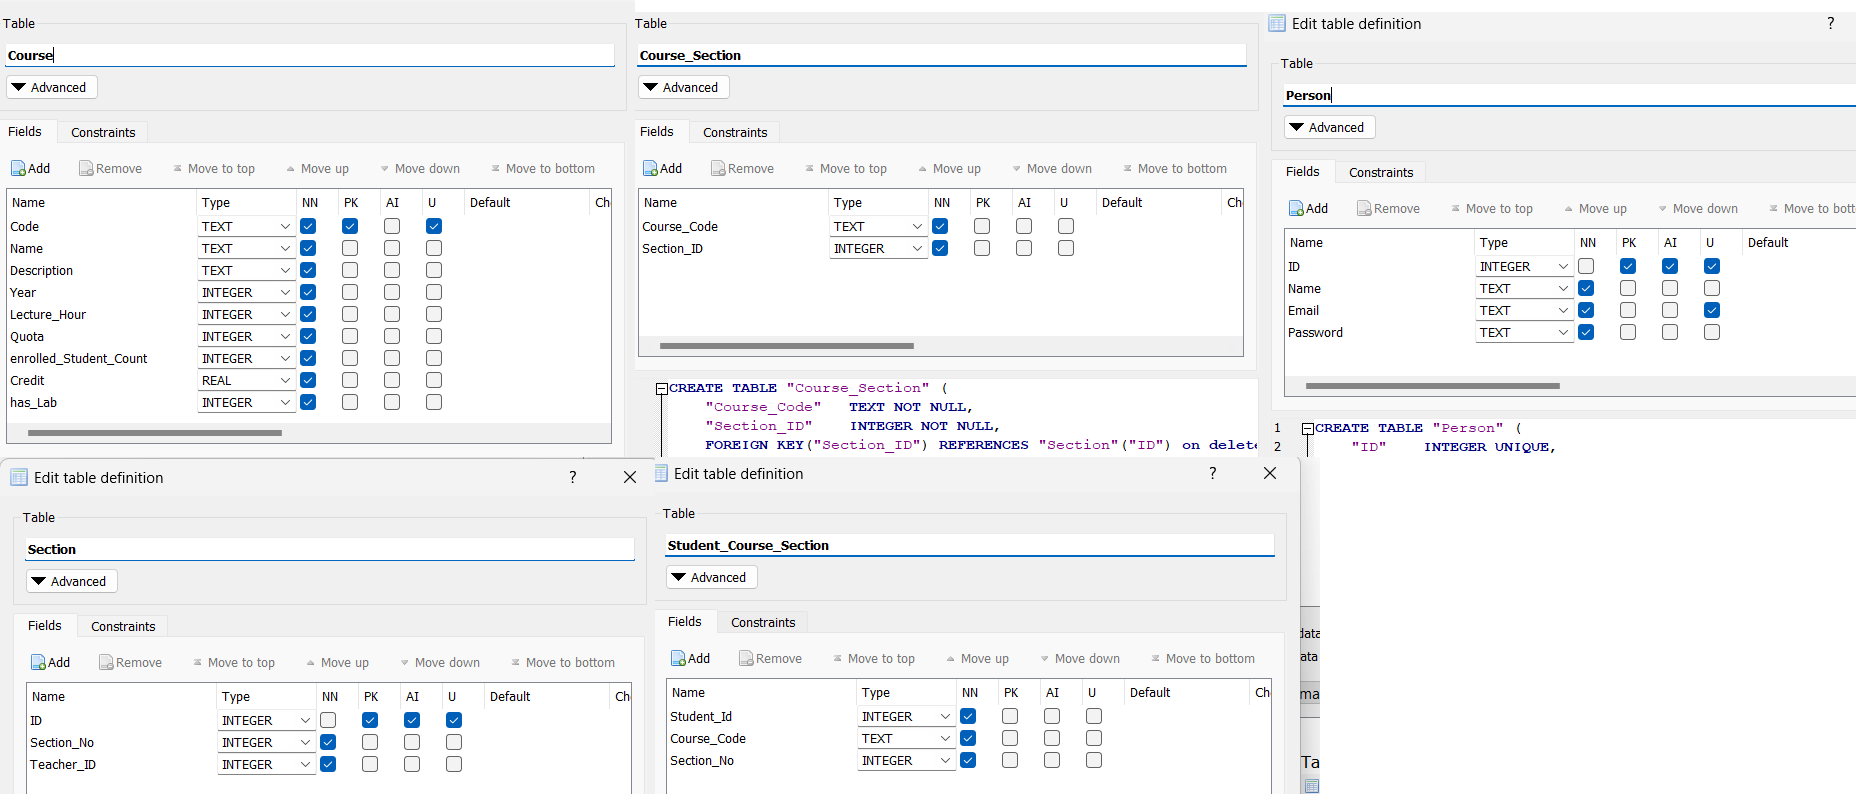 Table
Course
Advanced
Fields Constraints
Add Remove Move to top Move up Move down Move to bottom
Name Type NN PK AI U Default Ch
Code TEXT
Name TEXT
Description TEXT
Year INTEGER
Lecture_Hour INTEGER
Quota INTEGER
enrolled_Student_Count INTEGER
Credit REAL
has_Lab INTEGER
Table
Course_Section
Advanced
Fields Constraints
Add Remove Move to top Move up Move down Move to bottom
Name Type NN PK AI U Default Ch
Course_Code TEXT
Section_ID INTEGER
CREATE TABLE "Course_Section" (
"Course_Code" TEXT NOT NULL,
"Section_ID" INTEGER NOT NULL,
FOREIGN KEY("Section_ID") REFERENCES "Section"("ID") on delete
Edit table definition ?
Table
Person
Advanced
Fields Constraints
Add Remove Move to top Move up Move down Move to bott
Name Type NN PK AI U Default
ID INTEGER
Name TEXT
Email TEXT
Password TEXT
1 CREATE TABLE "Person" (
2 "ID" INTEGER UNIQUE,
Edit table definition ?
Table
Section
Advanced
Fields Constraints
Add Remove Move to top Move up Move down Move to bottom
Name Type NN PK AI U Default Ch
ID INTEGER
Section_No INTEGER
Teacher_ID INTEGER
Edit table definition ?
Table
Student_Course_Section
Advanced
Fields Constraints
Add Remove Move to top Move up Move down Move to bottom
Name Type NN PK AI U Default Ch
Student_Id INTEGER
Course_Code TEXT
Section_No INTEGER
data
ata
ma
Ta